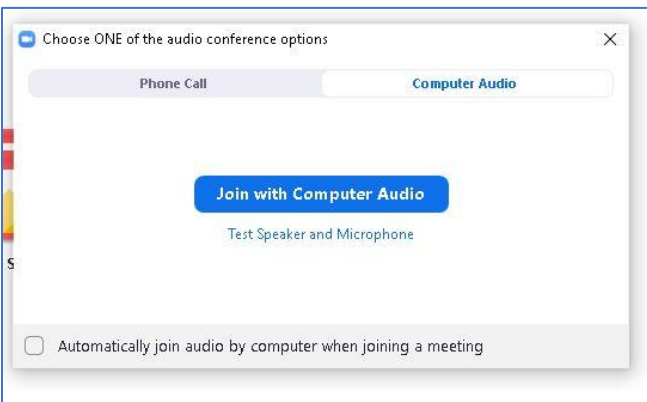 Choose ONE of the audio conference options
Phone Call
Computer Audio
Join with Computer Audio
Test Speaker and Microphone
S
Automatically join audio by computer when joining a meeting